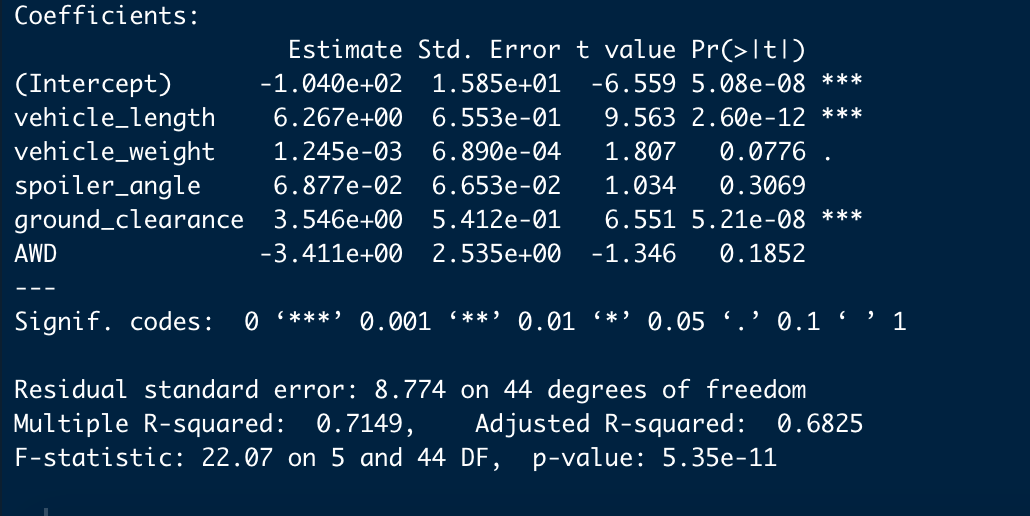 Coefficients:
                   Estimate Std. Error t value Pr(>|t|)
(Intercept)      -1.040e+02  1.585e+01  -6.559 5.08e-08 ***
vehicle_length    6.267e+00  6.553e-01   9.563 2.60e-12 ***
vehicle_weight    1.245e-03  6.890e-04   1.807   0.0776 .
spoiler_angle     6.877e-02  6.653e-02   1.034   0.3069
ground_clearance  3.546e+00  5.412e-01   6.551 5.21e-08 ***
AWD              -3.411e+00  2.535e+00  -1.346   0.1852
---
Signif. codes:  0 ‘***’ 0.001 ‘**’ 0.01 ‘*’ 0.05 ‘.’ 0.1 ‘ ’ 1
Residual standard error: 8.774 on 44 degrees of freedom
Multiple R-squared:  0.7149,	Adjusted R-squared:  0.6825
F-statistic: 22.07 on 5 and 44 DF,  p-value: 5.35e-11